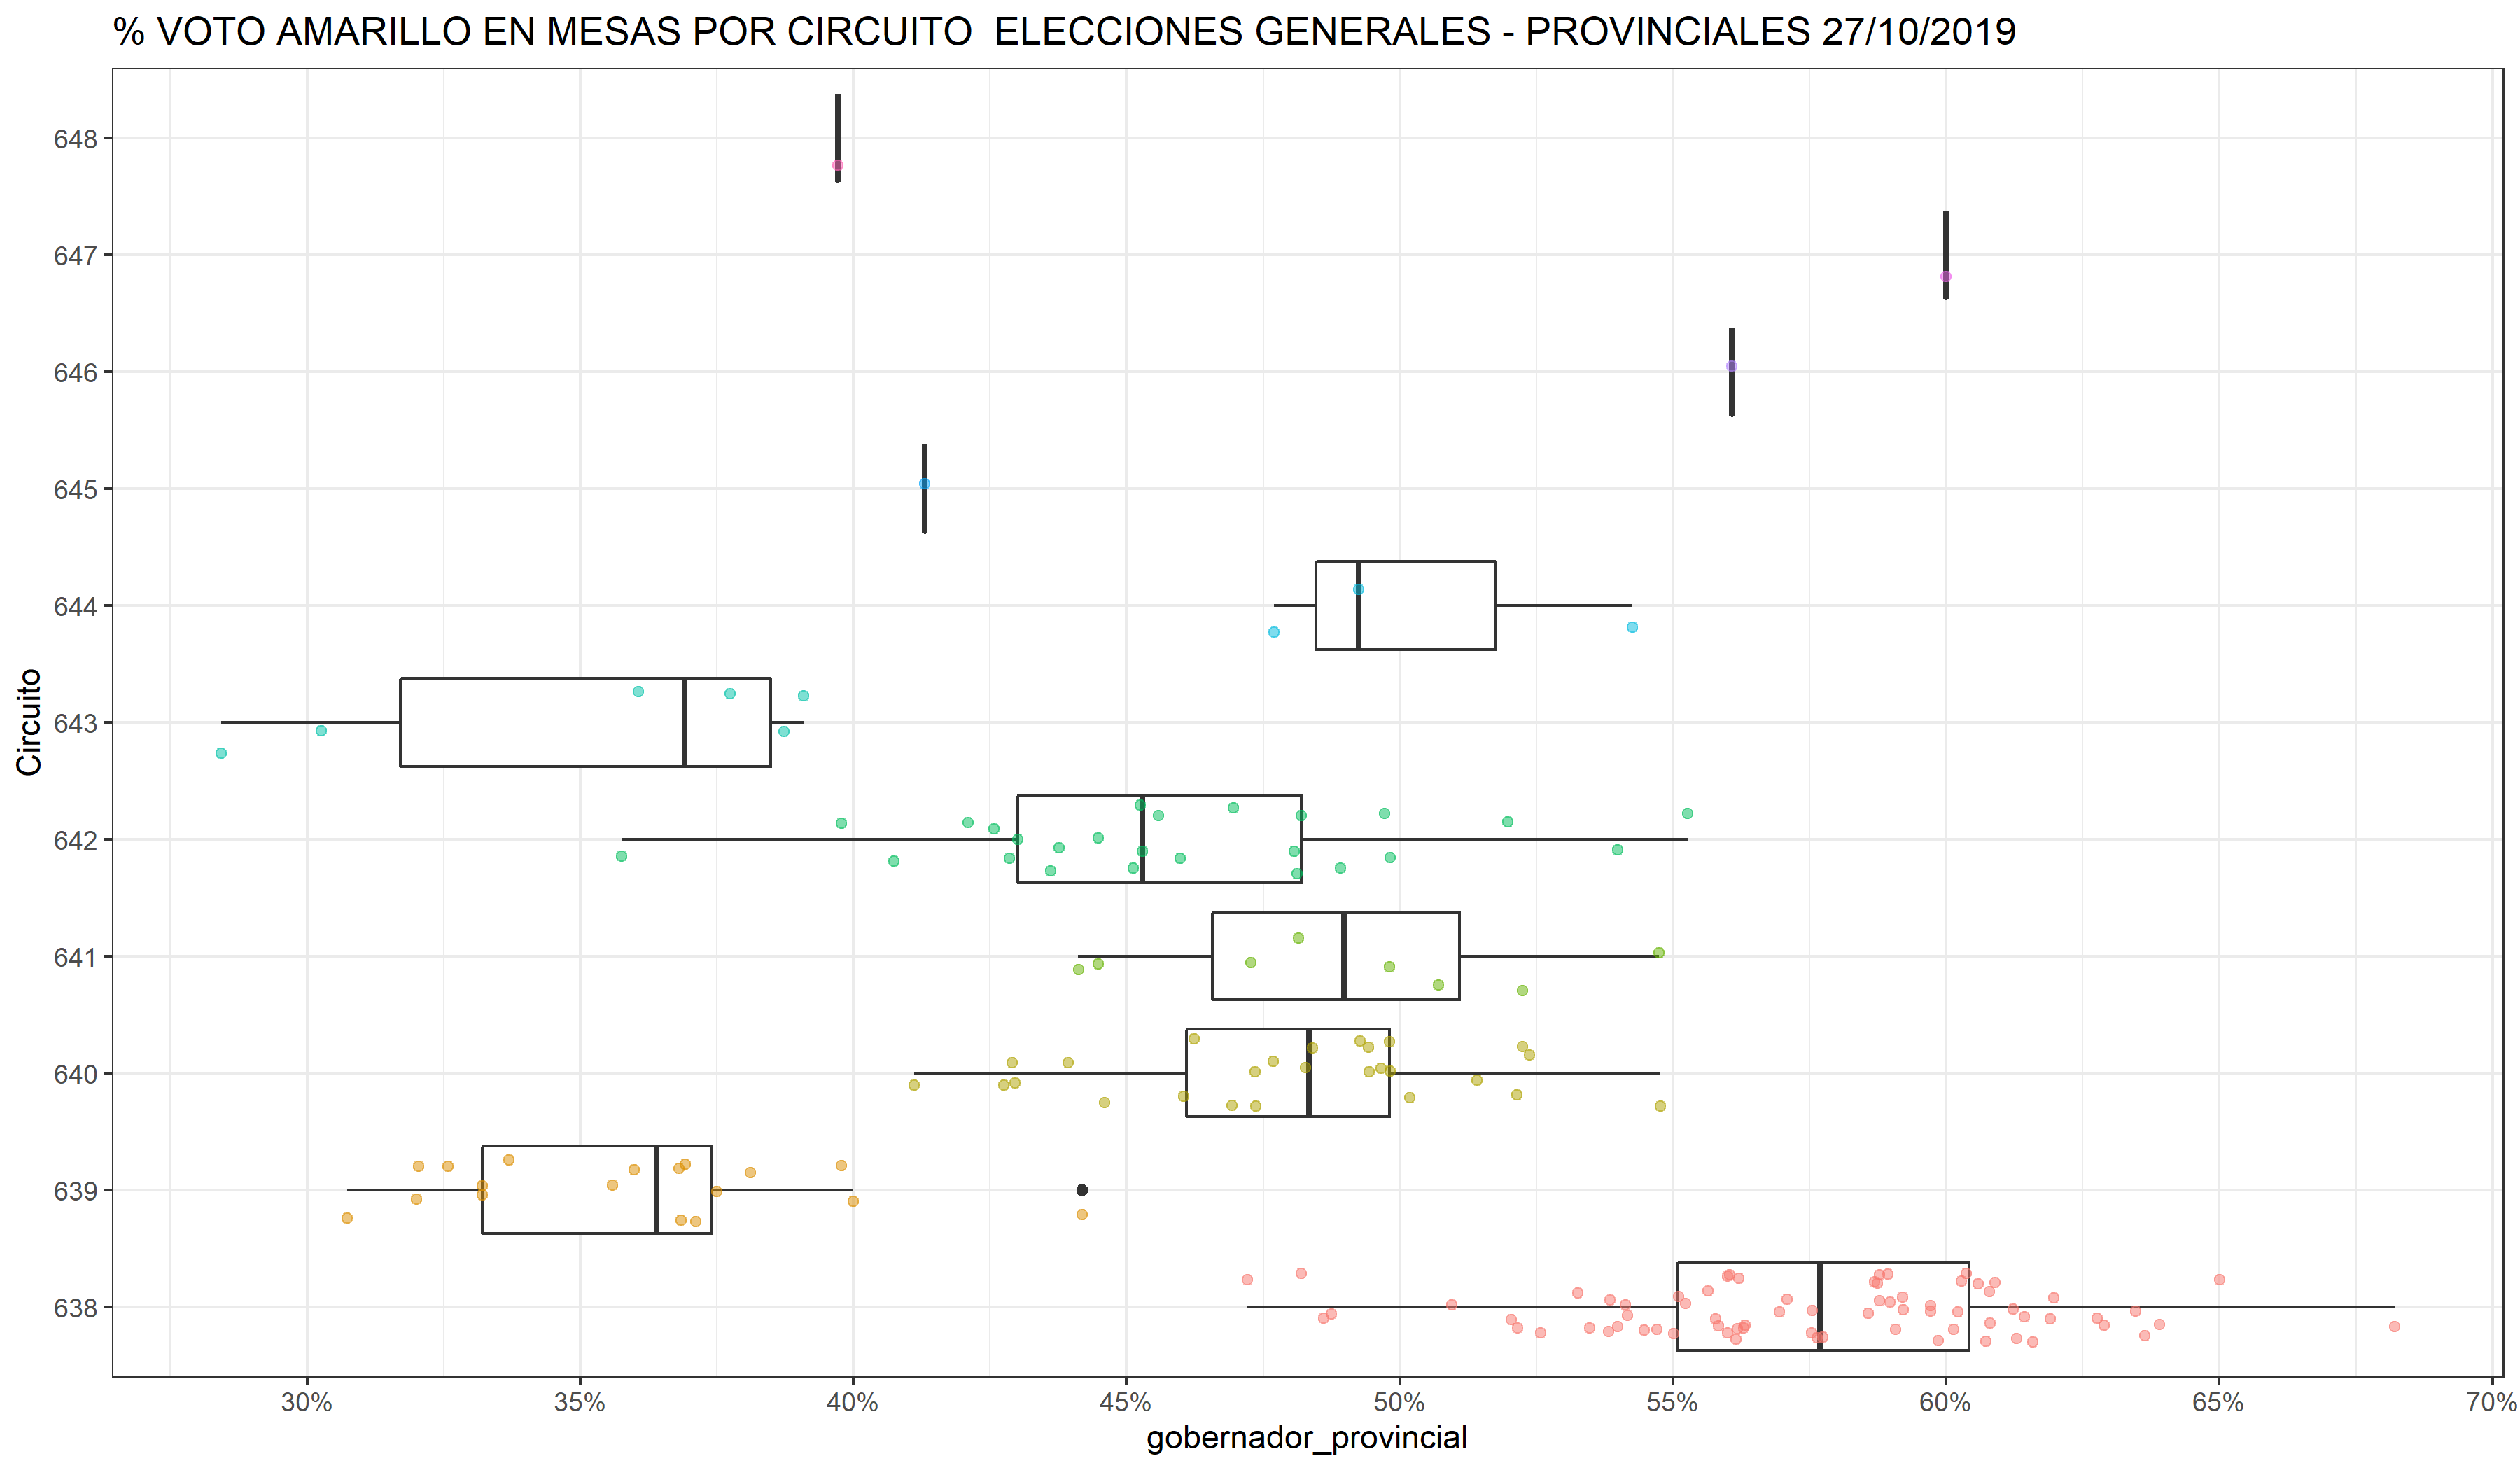 % VOTO AMARILLO EN MESAS POR CIRCUITO  ELECCIONES GENERALES - PROVINCIALES 27/10/2019
648
647
646
645
644
643
642
641
640
639
638
Circuito
30% 35% 40% 45% 50% 55% 60% 65% 70%
gobernador_provincial